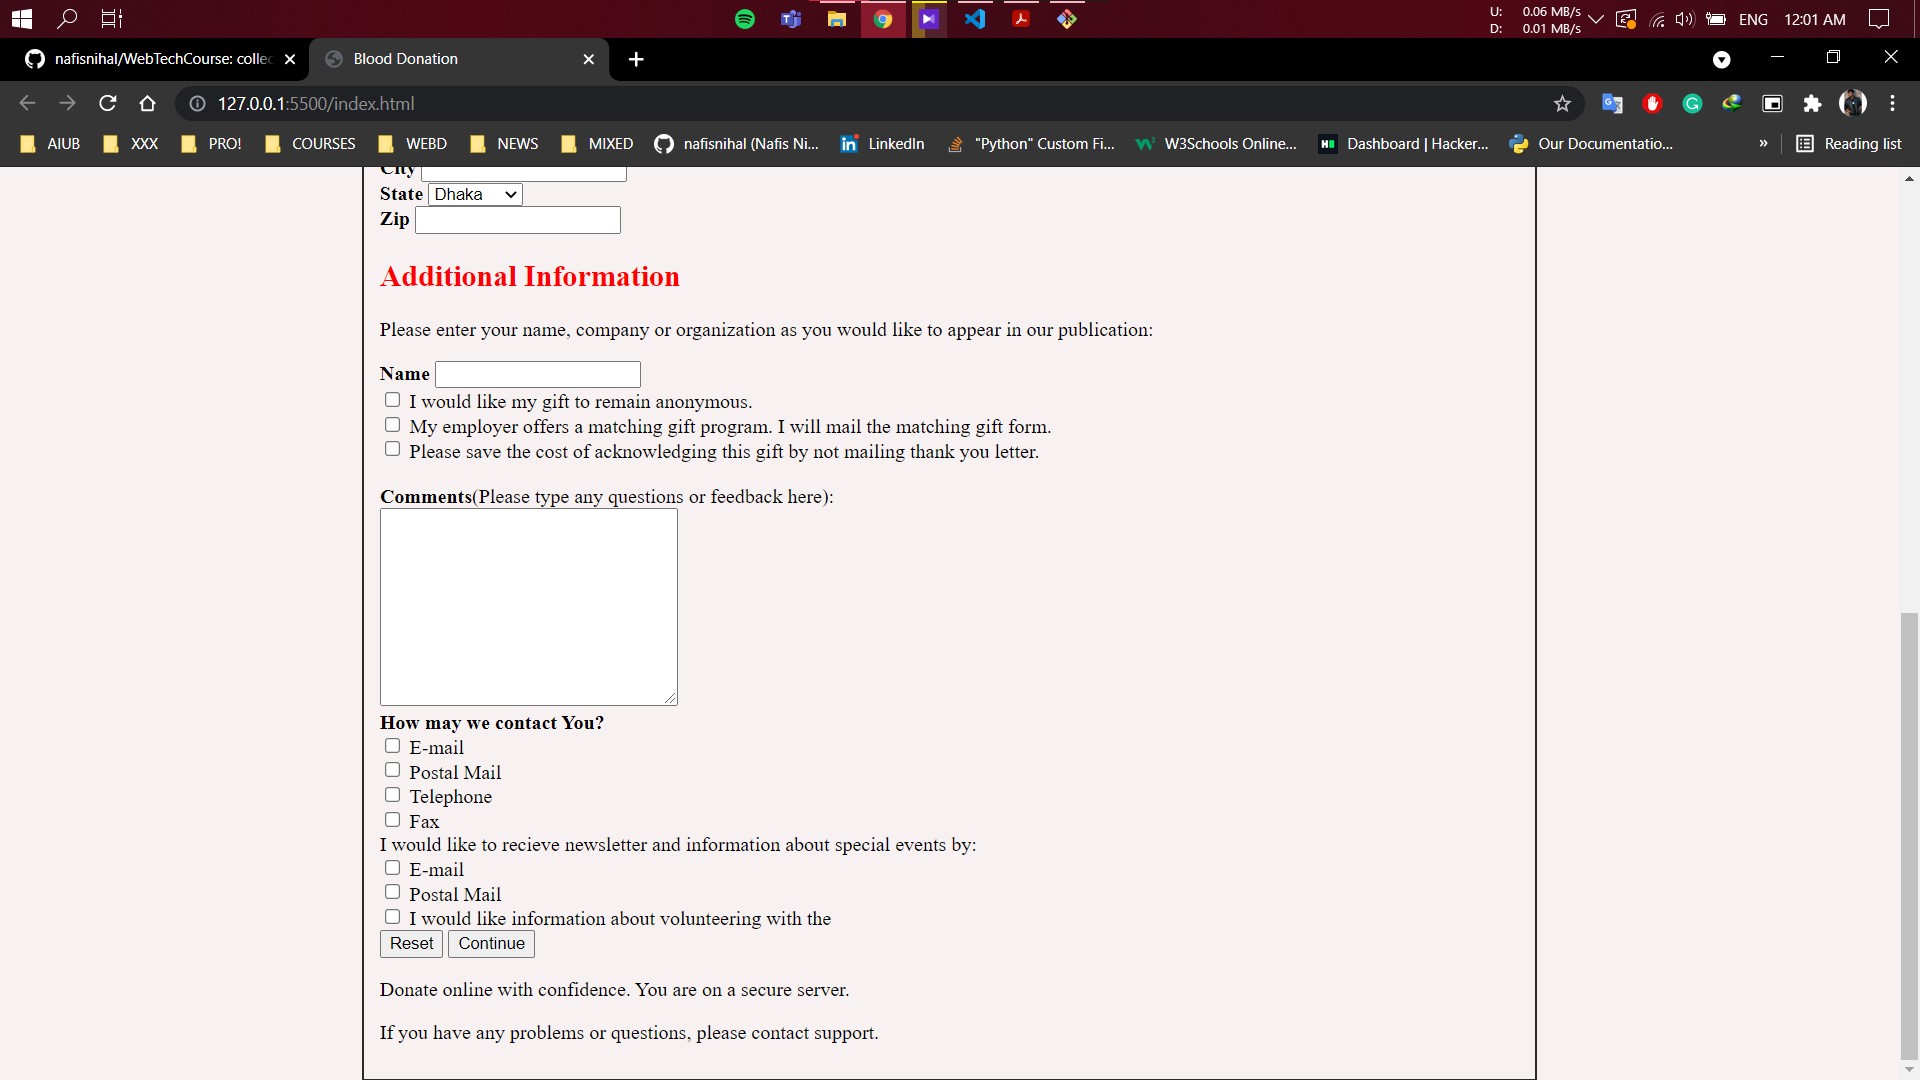 U: 0.06 MB/s
D: 0.01 MB/s
ENG 12:01 AM
nafisnihal/WebTechCourse: collec
Blood Donation
127.0.0.1:5500/index.html
AIUB XXX PRO! COURSES WEBD NEWS MIXED nafisnihal (Nafis Ni... LinkedIn "Python" Custom Fi... W3Schools Online... Dashboard | Hacker... Our Documentatio... » Reading list
City
State Dhaka
Zip
Additional Information
Please enter your name, company or organization as you would like to appear in our publication:
Name
I would like my gift to remain anonymous.
My employer offers a matching gift program. I will mail the matching gift form.
Please save the cost of acknowledging this gift by not mailing thank you letter.
Comments(Please type any questions or feedback here):
How may we contact You?
E-mail
Postal Mail
Telephone
Fax
I would like to recieve newsletter and information about special events by:
E-mail
Postal Mail
I would like information about volunteering with the
Reset Continue
Donate online with confidence. You are on a secure server.
If you have any problems or questions, please contact support.